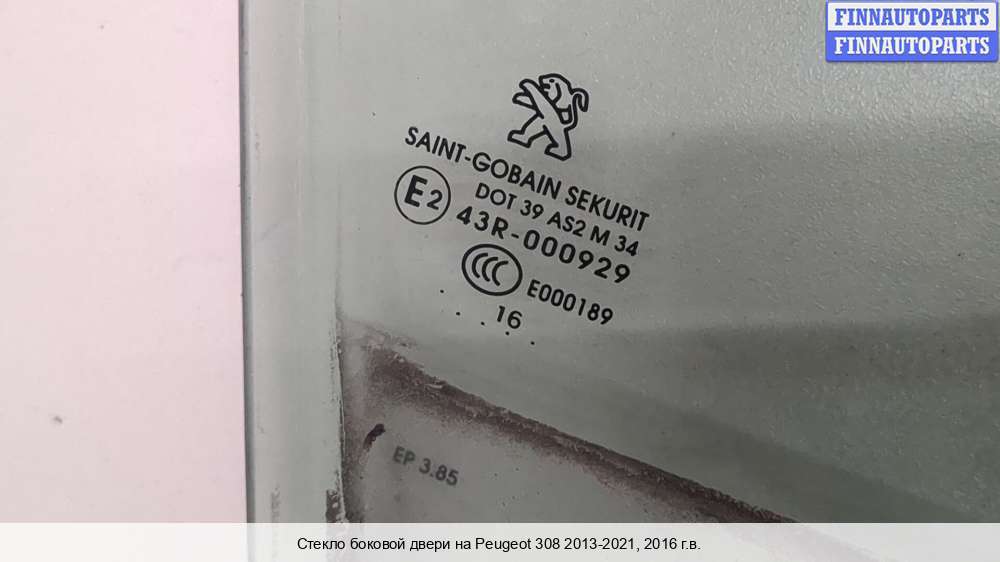 FINNAUTOPARTS
FINNAUTOPARTS
SAINT-GOBAIN SEKURIT
DOT 39 AS2 M 34
E2 43R-000929
CCC E000189
16
EP 3.85
Стекло боковой двери на Peugeot 308 2013-2021, 2016 г.в.